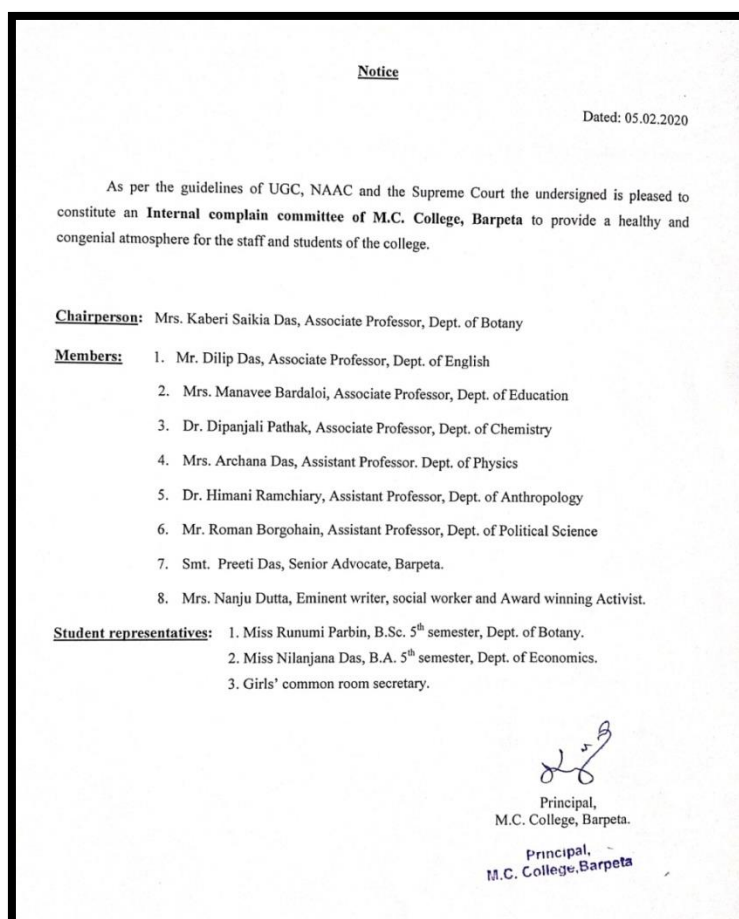 Notice
Dated: 05.02.2020
As per the guidelines of UGC, NAAC and the Supreme Court the undersigned is pleased to
constitute an Internal complain committee of M.C. College, Barpeta to provide a healthy and
congenial atmosphere for the staff and students of the college.
Chairperson: Mrs. Kaberi Saikia Das, Associate Professor, Dept. of Botany
Members: 1. Mr. Dilip Das, Associate Professor, Dept. of English
2. Mrs. Manavee Bardaloi, Associate Professor, Dept. of Education
3. Dr. Dipanjali Pathak, Associate Professor, Dept. of Chemistry
4. Mrs. Archana Das, Assistant Professor. Dept. of Physics
5. Dr. Himani Ramchiary, Assistant Professor, Dept. of Anthropology
6. Mr. Roman Borgohain, Assistant Professor, Dept. of Political Science
7. Smt. Preeti Das, Senior Advocate, Barpeta.
8. Mrs. Nanju Dutta, Eminent writer, social worker and Award winning Activist.
Student representatives: 1. Miss Runumi Parbin, B.Sc. 5th semester, Dept. of Botany.
2. Miss Nilanjana Das, B.A. 5th semester, Dept. of Economics.
3. Girls' common room secretary.
Principal,
M.C. College, Barpeta.
Principal,
M.C. College,Barpeta